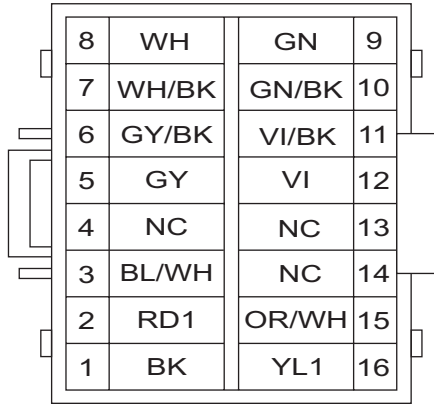 8 WH GN 9
7 WH/BK GN/BK 10
6 GY/BK VI/BK 11
5 GY VI 12
4 NC NC 13
3 BL/WH NC 14
2 RD1 OR/WH 15
1 BK YL1 16